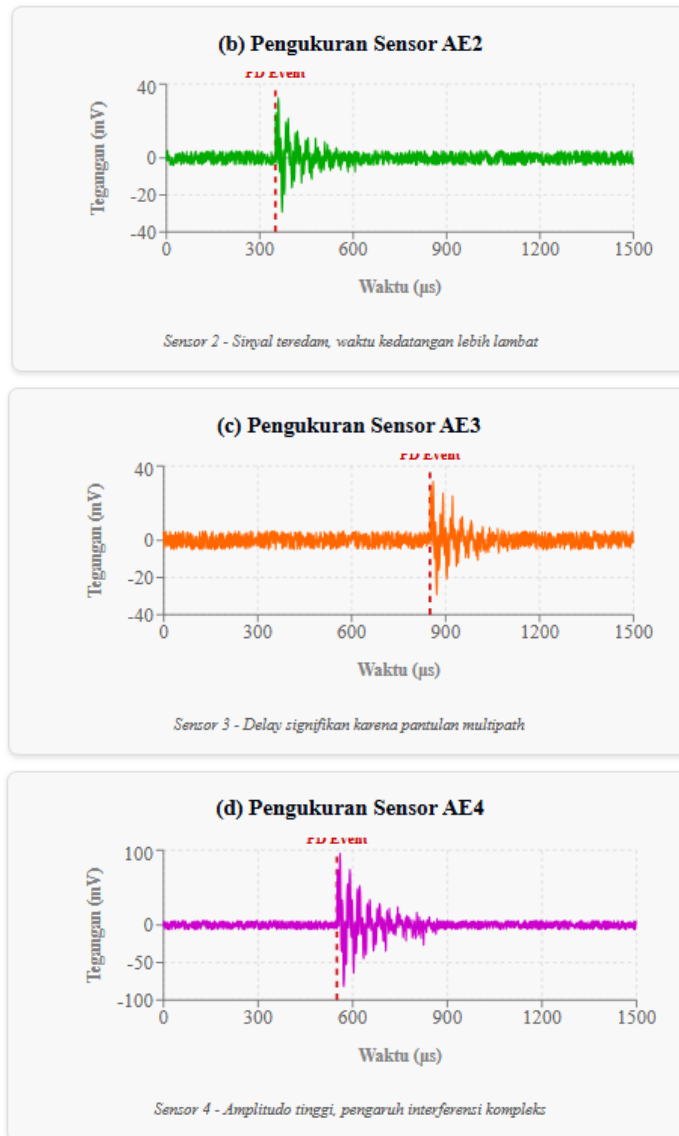 (b) Pengukuran Sensor AE2
PD Event
40
0
-20
-40
Tegangan (mV)
0 300 600 900 1200 1500
Waktu (µs)
Sensor 2 - Sinyal teredam, waktu kedatangan lebih lambat
(c) Pengukuran Sensor AE3
PD Event
40
0
-20
-40
Tegangan (mV)
0 300 600 900 1200 1500
Waktu (µs)
Sensor 3 - Delay signifikan karena pantulan multipath
(d) Pengukuran Sensor AE4
PD Event
100
0
-50
-100
Tegangan (mV)
0 300 600 900 1200 1500
Waktu (µs)
Sensor 4 - Amplitudo tinggi, pengaruh interferensi kompleks